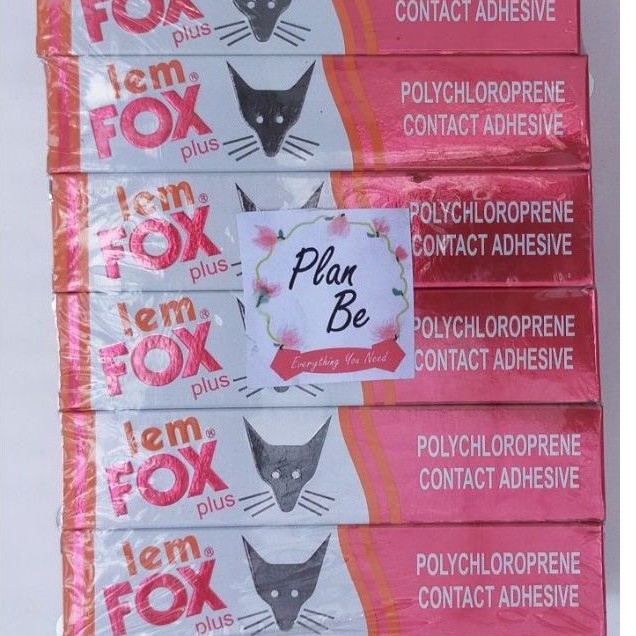 FOX
plus
CONTACT ADHESIVE
lem®
FOX
plus
POLYCHLOROPRENE
CONTACT ADHESIVE
lem®
FOX
plus
POLYCHLOROPRENE
CONTACT ADHESIVE
Plan
Be
Everything You Need
lem®
FOX
plus
POLYCHLOROPRENE
CONTACT ADHESIVE
lem®
FOX
plus
POLYCHLOROPRENE
CONTACT ADHESIVE
lem®
FOX
plus
POLYCHLOROPRENE
CONTACT ADHESIVE